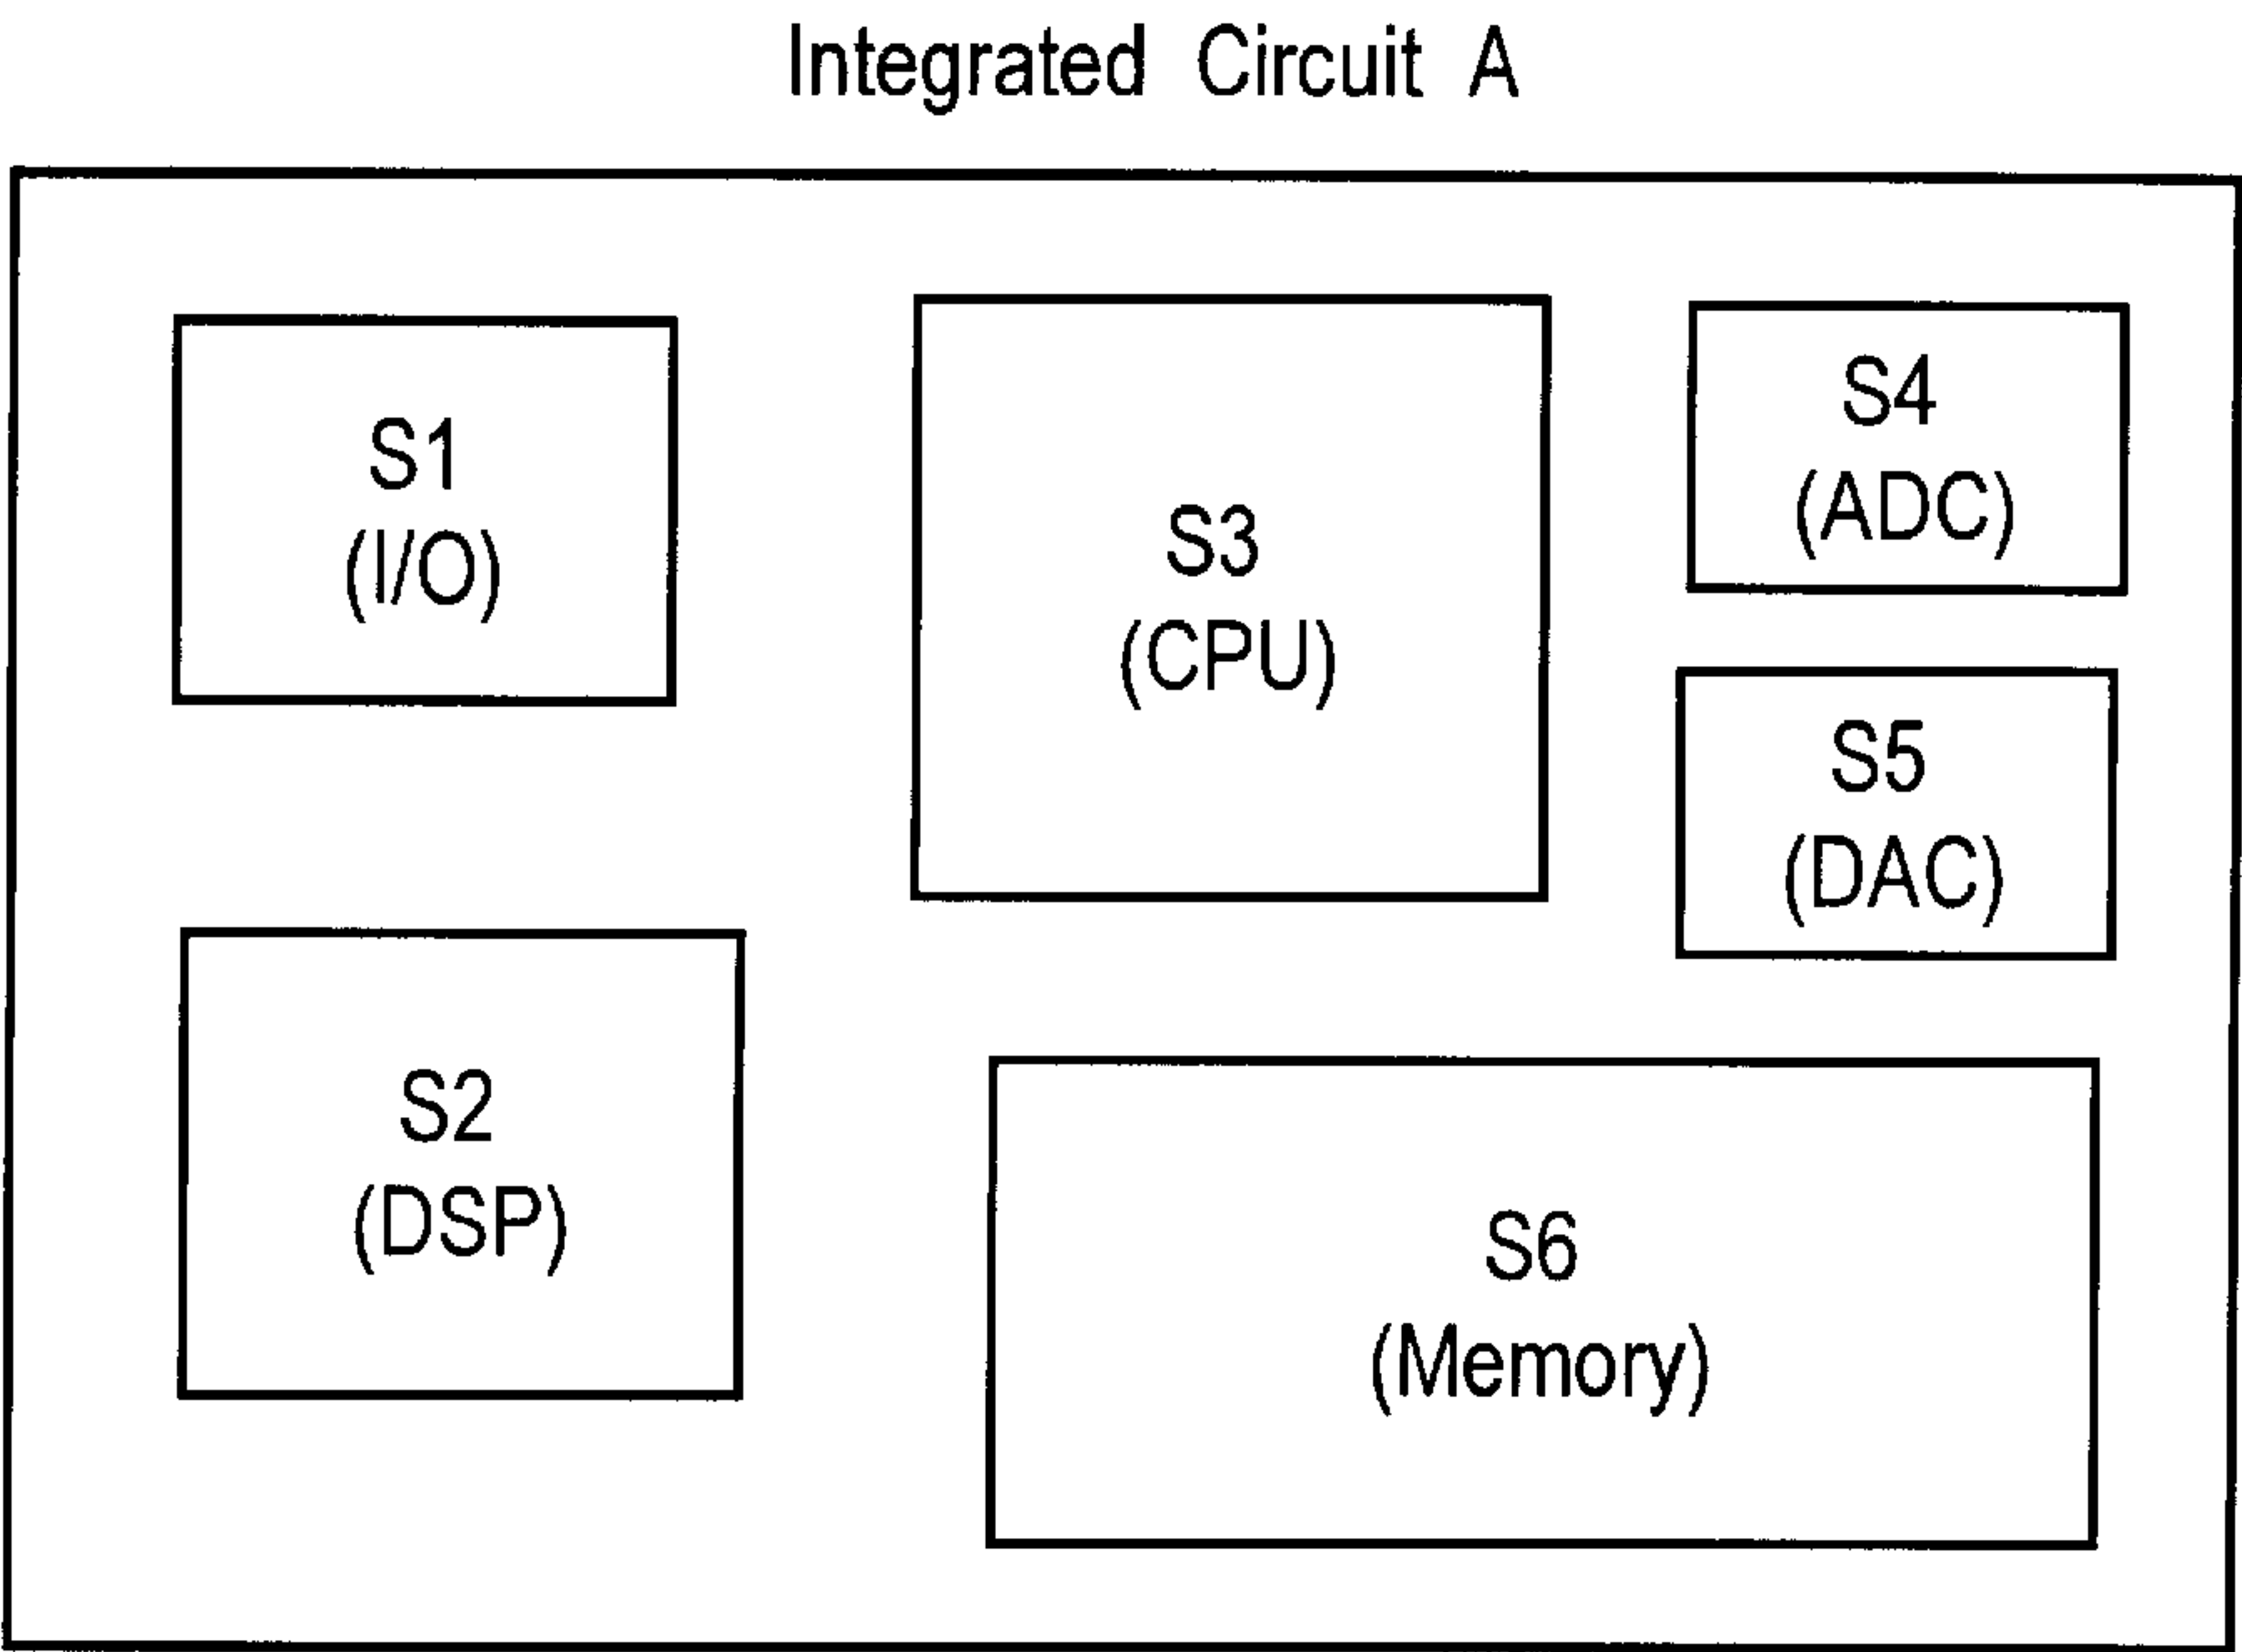 Integrated Circuit A
S1
(I/O)
S2
(DSP)
S3
(CPU)
S4
(ADC)
S5
(DAC)
S6
(Memory)